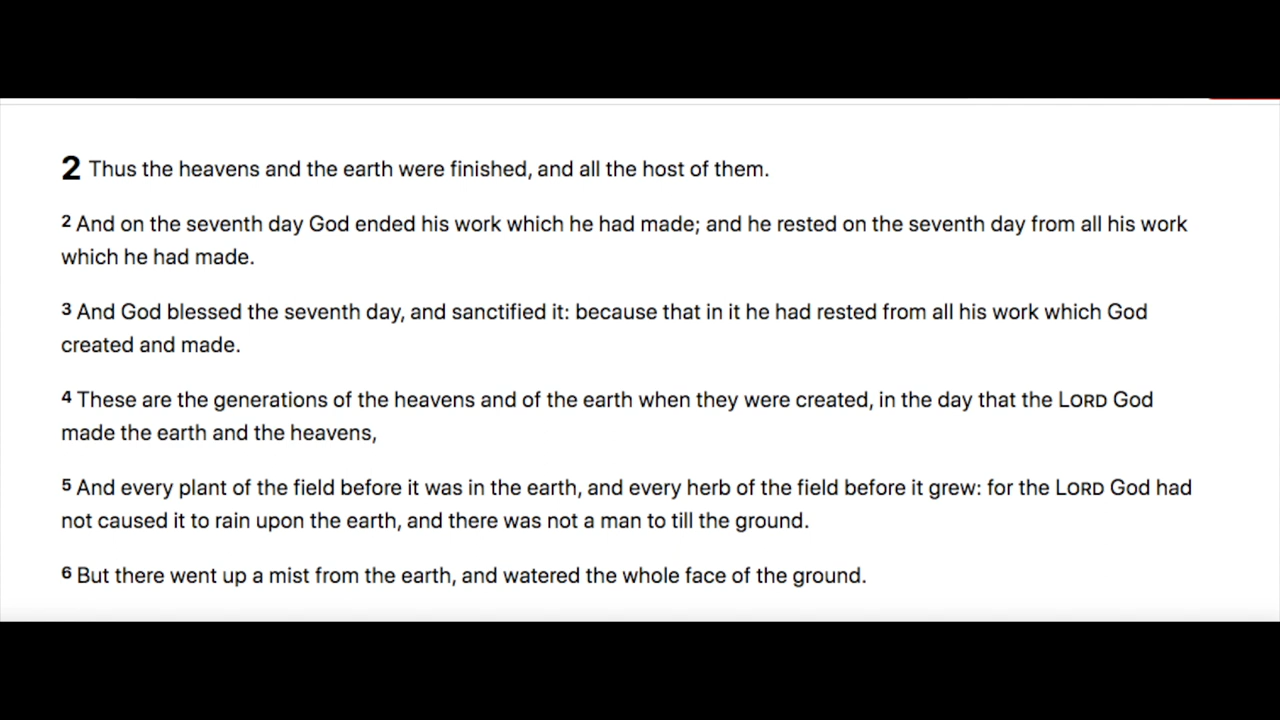 2 Thus the heavens and the earth were finished, and all the host of them.
2 And on the seventh day God ended his work which he had made; and he rested on the seventh day from all his work
which he had made.
3 And God blessed the seventh day, and sanctified it: because that in it he had rested from all his work which God
created and made.
4 These are the generations of the heavens and of the earth when they were created, in the day that the LORD God
made the earth and the heavens,
5 And every plant of the field before it was in the earth, and every herb of the field before it grew: for the LORD God had
not caused it to rain upon the earth, and there was not a man to till the ground.
6 But there went up a mist from the earth, and watered the whole face of the ground.